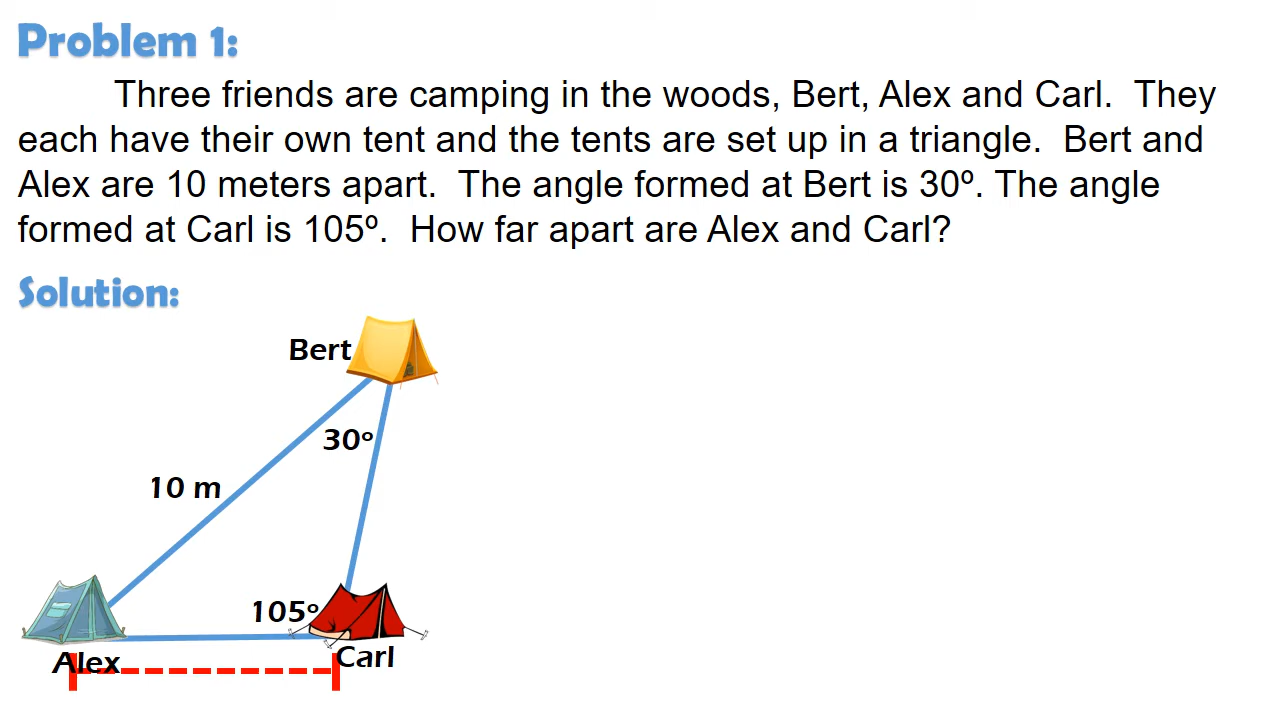 Problem 1:
Three friends are camping in the woods, Bert, Alex and Carl. They
each have their own tent and the tents are set up in a triangle. Bert and
Alex are 10 meters apart. The angle formed at Bert is 30º. The angle
formed at Carl is 105º. How far apart are Alex and Carl?
Solution:
Bert
30º
10 m
105º
Alex
Carl